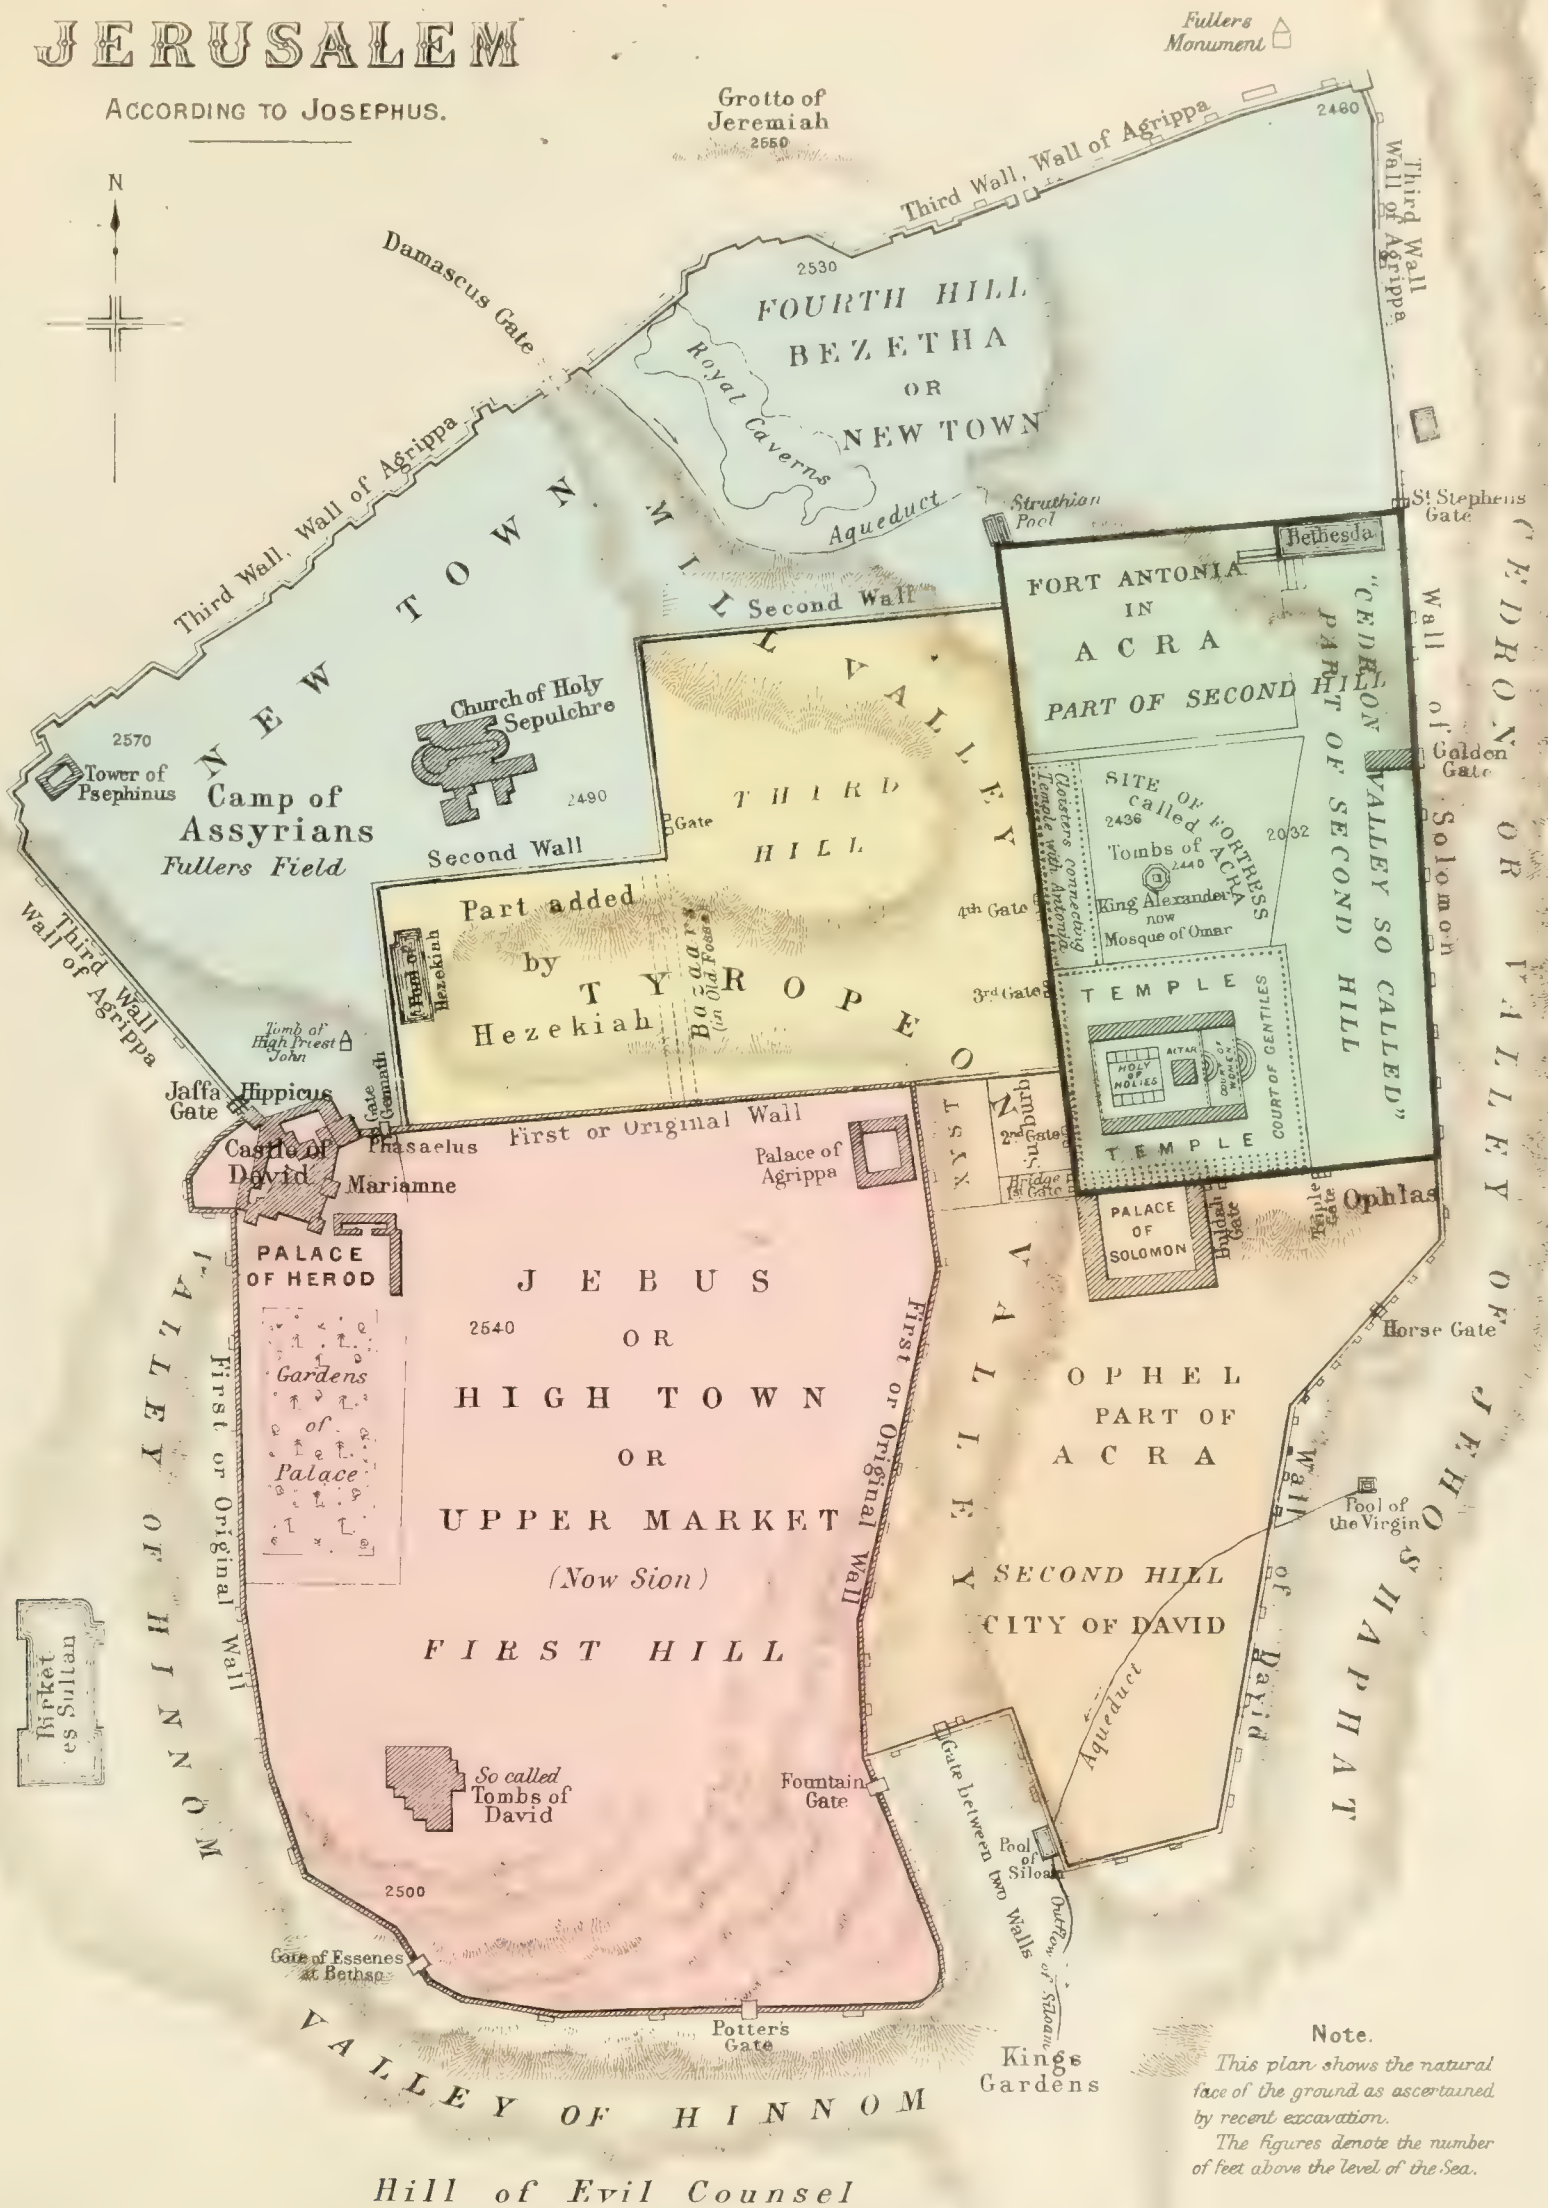 JERUSALEM
ACCORDING TO JOSEPHUS.
N
Fullers
Monument
Grotto of
Jeremiah
2550
Third Wall, Wall of Agrippa
2460
Third Wall
Wall of Agrippa
Damascus Gate
2530
FOURTH HILL
BEZETHA
OR
NEW TOWN
Royal Caverns
Aqueduct
Struthian
Pool
St. Stephens
Gate
Third Wall, Wall of Agrippa
NEW TOWN
MILL VALLEY
Second Wall
Bethesda
FORT ANTONIA
IN
ACRA
PART OF SECOND HILL
"CEDRON VALLEY SO CALLED"
PART OF SECOND HILL
Wall of Solomon
CEDRON OR VALLEY OF JEHOSHAPHAT
Golden
Gate
2570
Tower of
Psephinus
Church of Holy
Sepulchre
2490
Camp of
Assyrians
Fullers Field
Second Wall
Gate
THIRD
HILL
Cloisters connecting
Temple with Antonia
SITE OF FORTRESS
called ACRA
2436
2032
Tombs of
2440
King Alexander
now
Mosque of Omar
4th Gate
3rd Gate
Third Wall
Wall of Agrippa
Part added
by
Hezekiah
Pool of
Hezekiah
Bazaars
(in Old Fosse)
TYROPEON VALLEY
TEMPLE
HOLY
OF
HOLIES
ALTAR
COURT OF
WOMEN
COURT OF GENTILES
TEMPLE
Tomb of
High Priest
John
Gate
Gennath
Jaffa
Gate
Hippicus
Castle of
David
Phasaelus
Mariamne
First or Original Wall
Palace of
Agrippa
XYST
Suburb
2nd Gate
Bridge
1st Gate
PALACE
OF
SOLOMON
Huldah
Gate
Triple
Gate
Ophlas
PALACE
OF HEROD
Gardens
of
Palace
JEBUS
2540
OR
HIGH TOWN
OR
UPPER MARKET
(Now Sion)
FIRST HILL
First or Original Wall
First or Original Wall
VALLEY OF HINNOM
Birket
es Sultan
Horse Gate
OPHEL
PART OF
ACRA
SECOND HILL
CITY OF DAVID
Wall of David
Pool of
the Virgin
Aqueduct
So called
Tombs of
David
Fountain
Gate
Gate between two Walls
Pool
of
Siloam
Outflow of Siloam
2500
Gate of Essenes
at Bethso
Potter's
Gate
Kings
Gardens
VALLEY OF HINNOM
Hill of Evil Counsel
Note.
This plan shows the natural
face of the ground as ascertained
by recent excavation.
The figures denote the number
of feet above the level of the Sea.